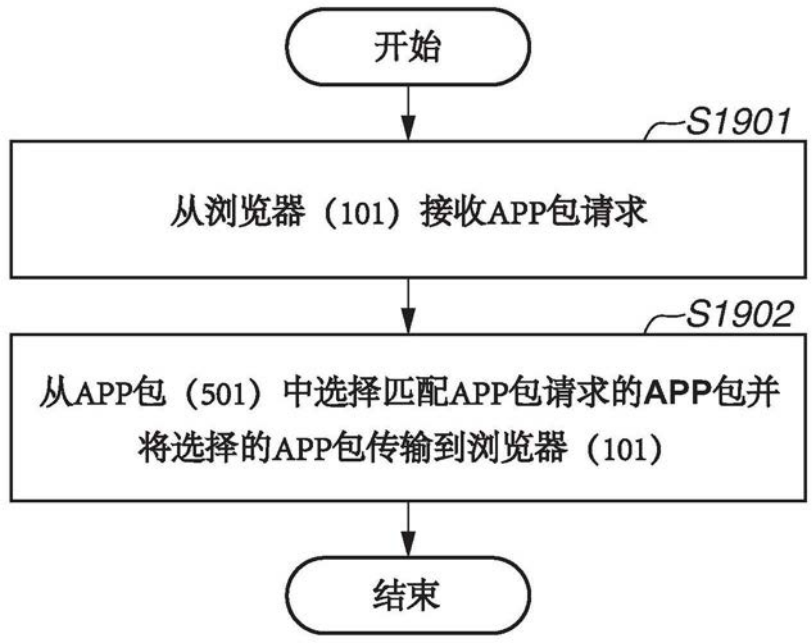 开始
S1901
从浏览器（101）接收APP包请求
S1902
从APP包（501）中选择匹配APP包请求的APP包并
将选择的APP包传输到浏览器（101）
结束